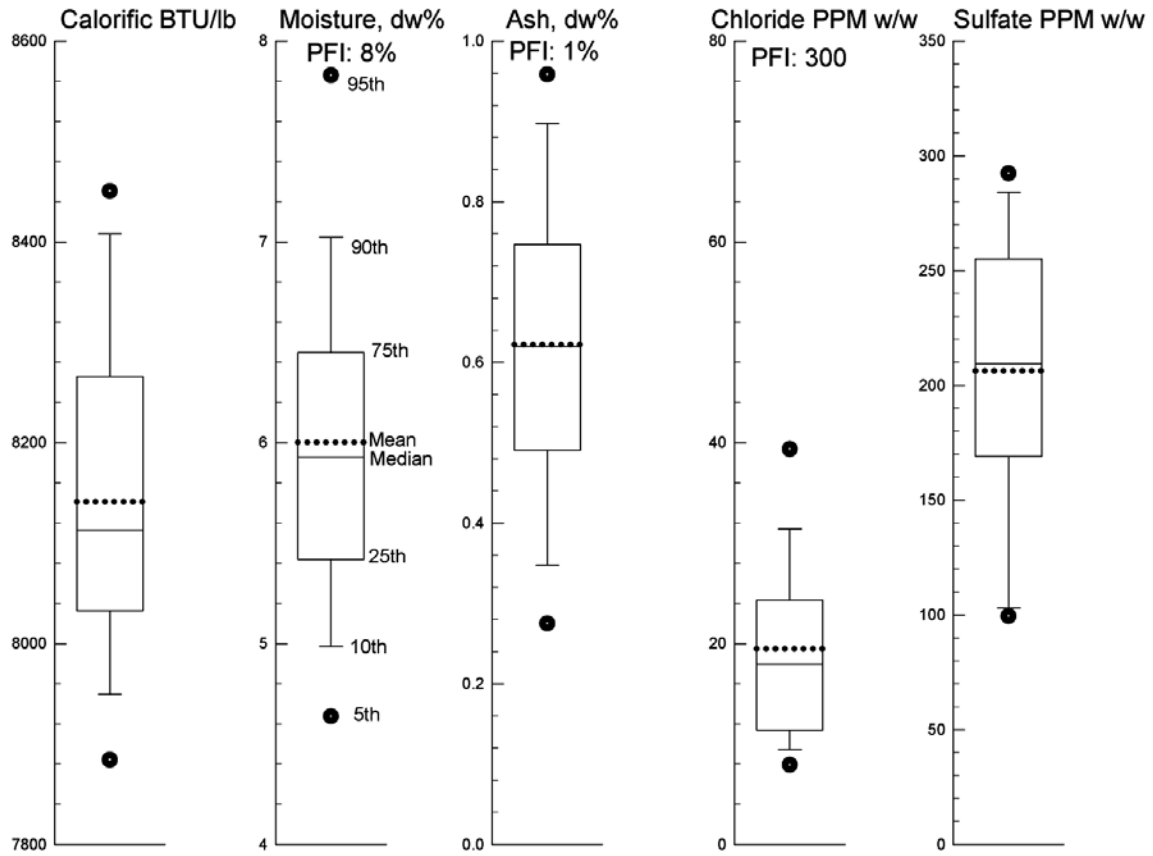 Calorific BTU/lb
8600
8400
8200
8000
7800
Moisture, dw%
PFI: 8%
8
7
6
5
4
95th
90th
75th
Mean
Median
25th
10th
5th
Ash, dw%
PFI: 1%
1.0
0.8
0.6
0.4
0.2
0.0
Chloride PPM w/w
PFI: 300
80
60
40
20
0
Sulfate PPM w/w
350
300
250
200
150
100
50
0